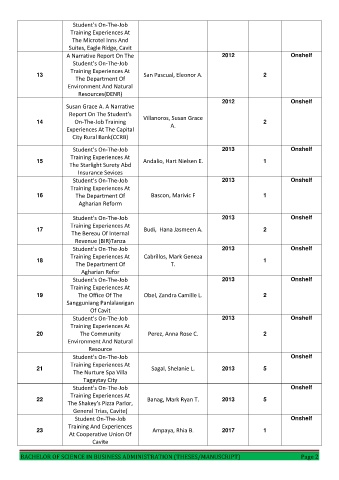 Student's On-The-Job
Training Experiences At
The Microtel Inns And
Suites, Eagle Ridge, Cavit
13
A Narrative Report On The
Student's On-The-Job
Training Experiences At
The Department Of
Environment And Natural
Resources(DENR)
San Pascual, Eleonor A.
2012
2
Onshelf
14
Susan Grace A. A Narrative
Report On The Student's
On-The-Job Training
Experiences At The Capital
City Rural Bank(CCRB)
Villanoros, Susan Grace
A.
2012
2
Onshelf
15
Student's On-The-Job
Training Experiences At
The Starlight Surety Abd
Insurance Sevices
Andalio, Hart Nielsen E.
2013
1
Onshelf
16
Student's On-The-Job
Training Experiences At
The Department Of
Agharian Reform
Bascon, Marivic F
2013
1
Onshelf
17
Student's On-The-Job
Training Experiences At
The Bereau Of Internal
Revenue (BIR)Tanza
Budi, Hana Jasmeen A.
2013
2
Onshelf
18
Student's On-The-Job
Training Experiences At
The Department Of
Agharian Refor
Cabrillos, Mark Geneza
T.
2013
1
Onshelf
19
Student's On-The-Job
Training Experiences At
The Office Of The
Sangguniang Panlalawigan
Of Cavit
Obel, Zandra Camille L.
2013
2
Onshelf
20
Student's On-The-Job
Training Experiences At
The Community
Environment And Natural
Resource
Perez, Anna Rose C.
2013
2
Onshelf
21
Student's On-The-Job
Training Experiences At
The Nurture Spa Villa
Tagaytay City
Sagal, Shelanie L.
2013
5
Onshelf
22
Student's On-The-Job
Training Experiences At
The Shakey's Pizza Parlor,
General Trias, Cavite(
Banag, Mark Ryan T.
2013
5
Onshelf
23
Student On-The-Job
Training And Experiences
At Cooperative Union Of
Cavite
Ampaya, Rhia B.
2017
1
Onshelf
BACHELOR OF SCIENCE IN BUSINESS ADMINISTRATION (THESES/MANUSCRIPT) Page 2